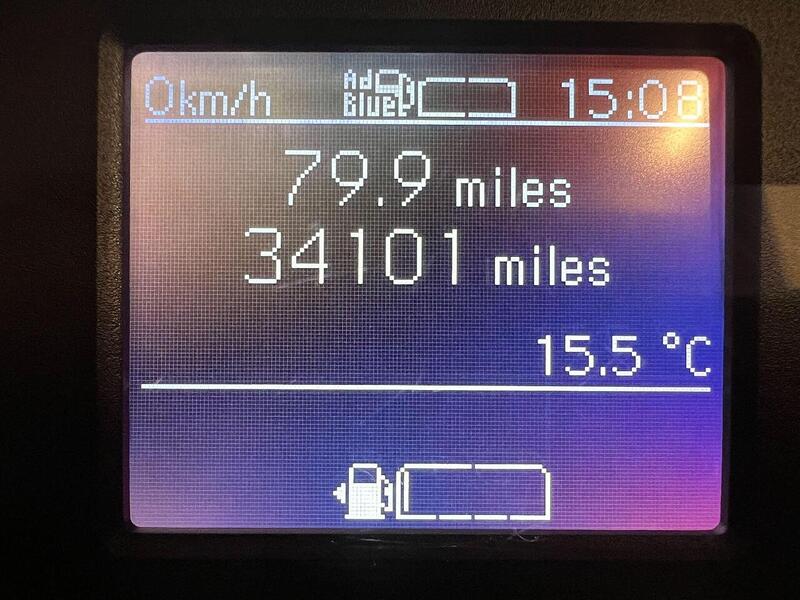 0km/h Ad Blue 15:08
79.9 miles
34101 miles
15.5 °C